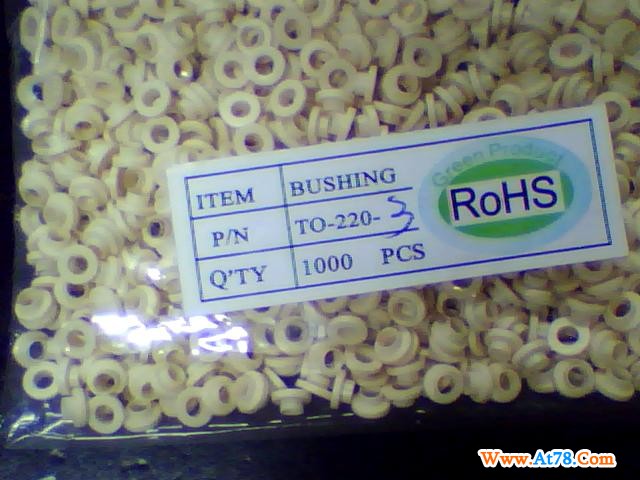 ITEM BUSHING
P/N TO-220-3
Q'TY 1000 PCS
Green Product
RoHS
Www.At78.Com